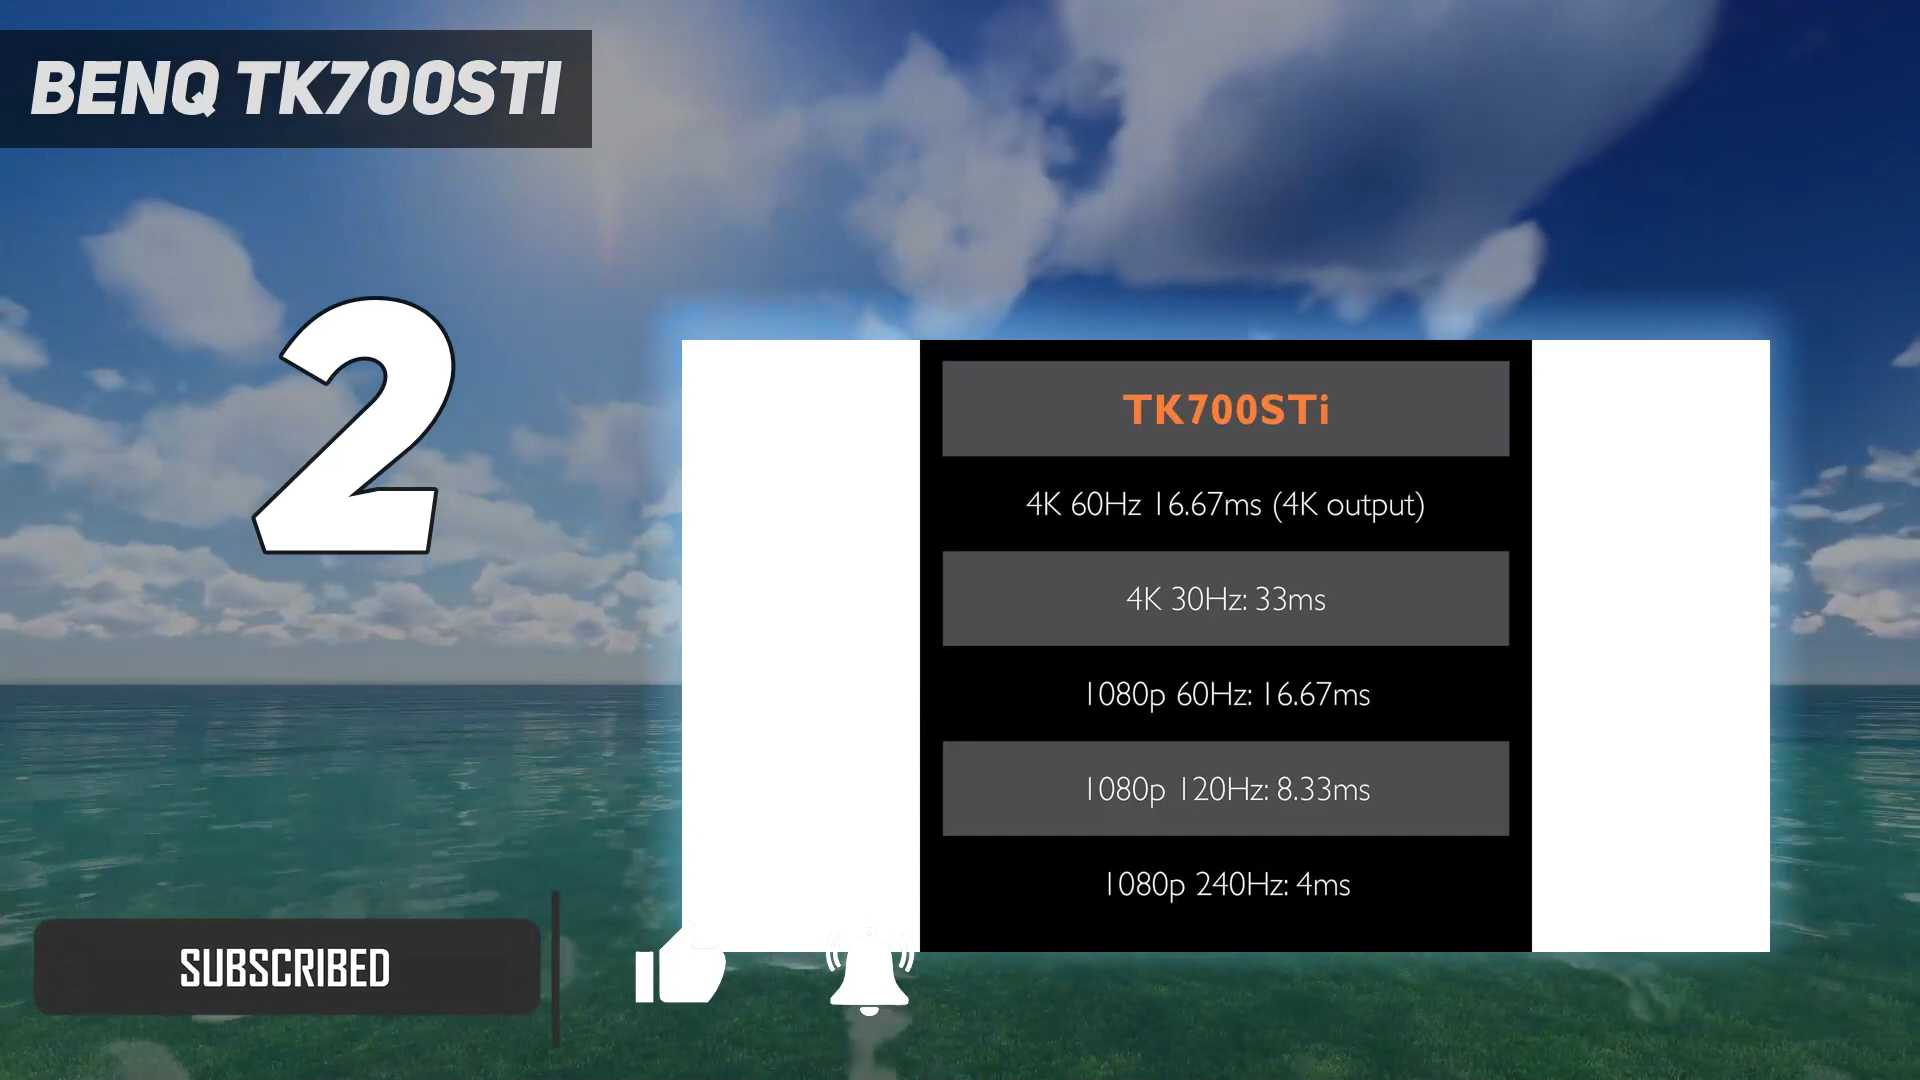 BENQ TK700STI
2
TK700STi
4K 60Hz 16.67ms (4K output)
4K 30Hz: 33ms
1080p 60Hz: 16.67ms
1080p 120Hz: 8.33ms
1080p 240Hz: 4ms
SUBSCRIBED